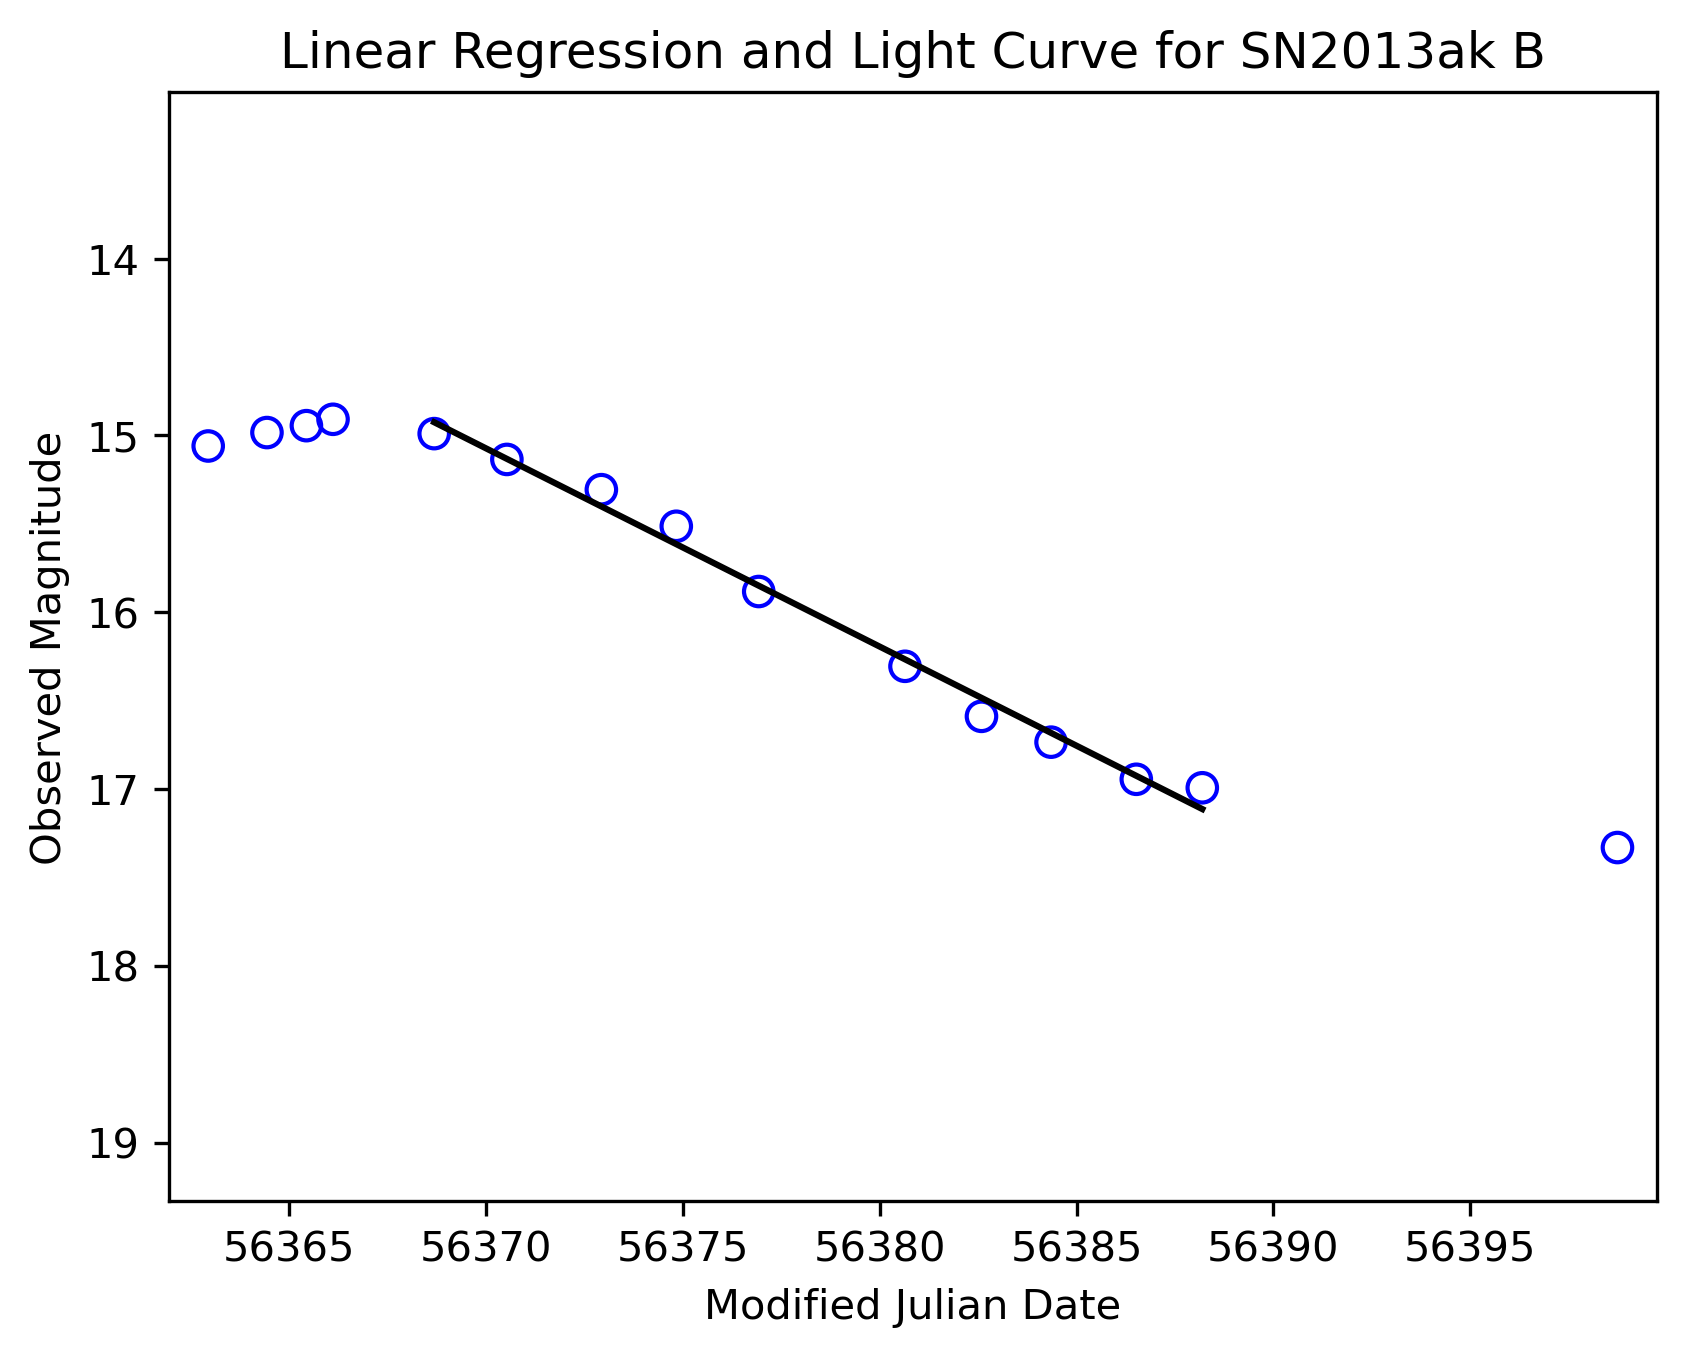 Linear Regression and Light Curve for SN2013ak B
Observed Magnitude
14
15
16
17
18
19
56365 56370 56375 56380 56385 56390 56395
Modified Julian Date